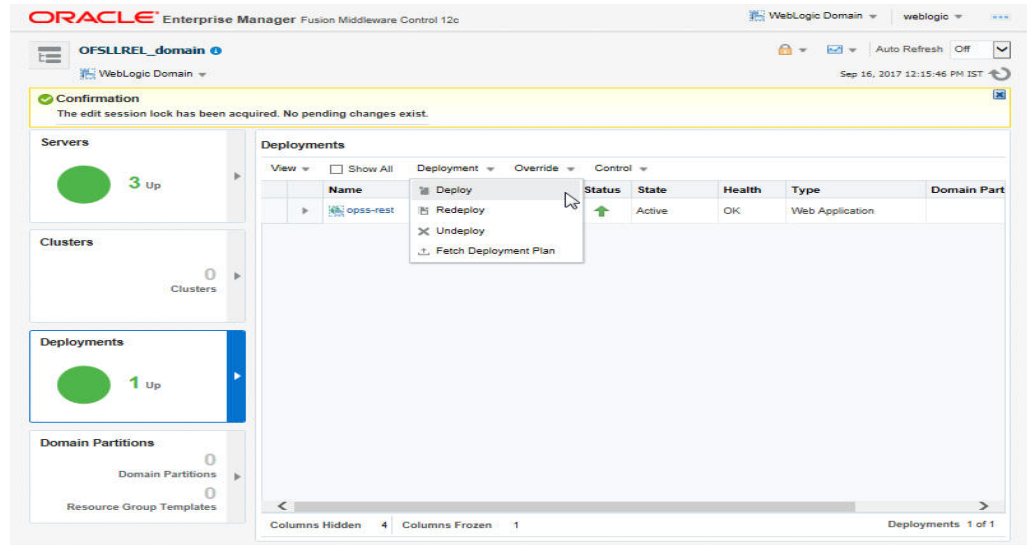 ORACLE Enterprise Manager Fusion Middleware Control 12c
WebLogic Domain
weblogic
OFSLLREL_domain
WebLogic Domain
Auto Refresh Off
Sep 16, 2017 12:15:46 PM IST
Confirmation
The edit session lock has been acquired. No pending changes exist.
Servers
3 Up
Clusters
0
Clusters
Deployments
1 Up
Domain Partitions
0
Domain Partitions
0
Resource Group Templates
Deployments
View Show All Deployment Override Control
Name Status State Health Type Domain Part
opss-rest Active OK Web Application
Deploy
Redeploy
Undeploy
Fetch Deployment Plan
Columns Hidden 4 Columns Frozen 1
Deployments 1 of 1